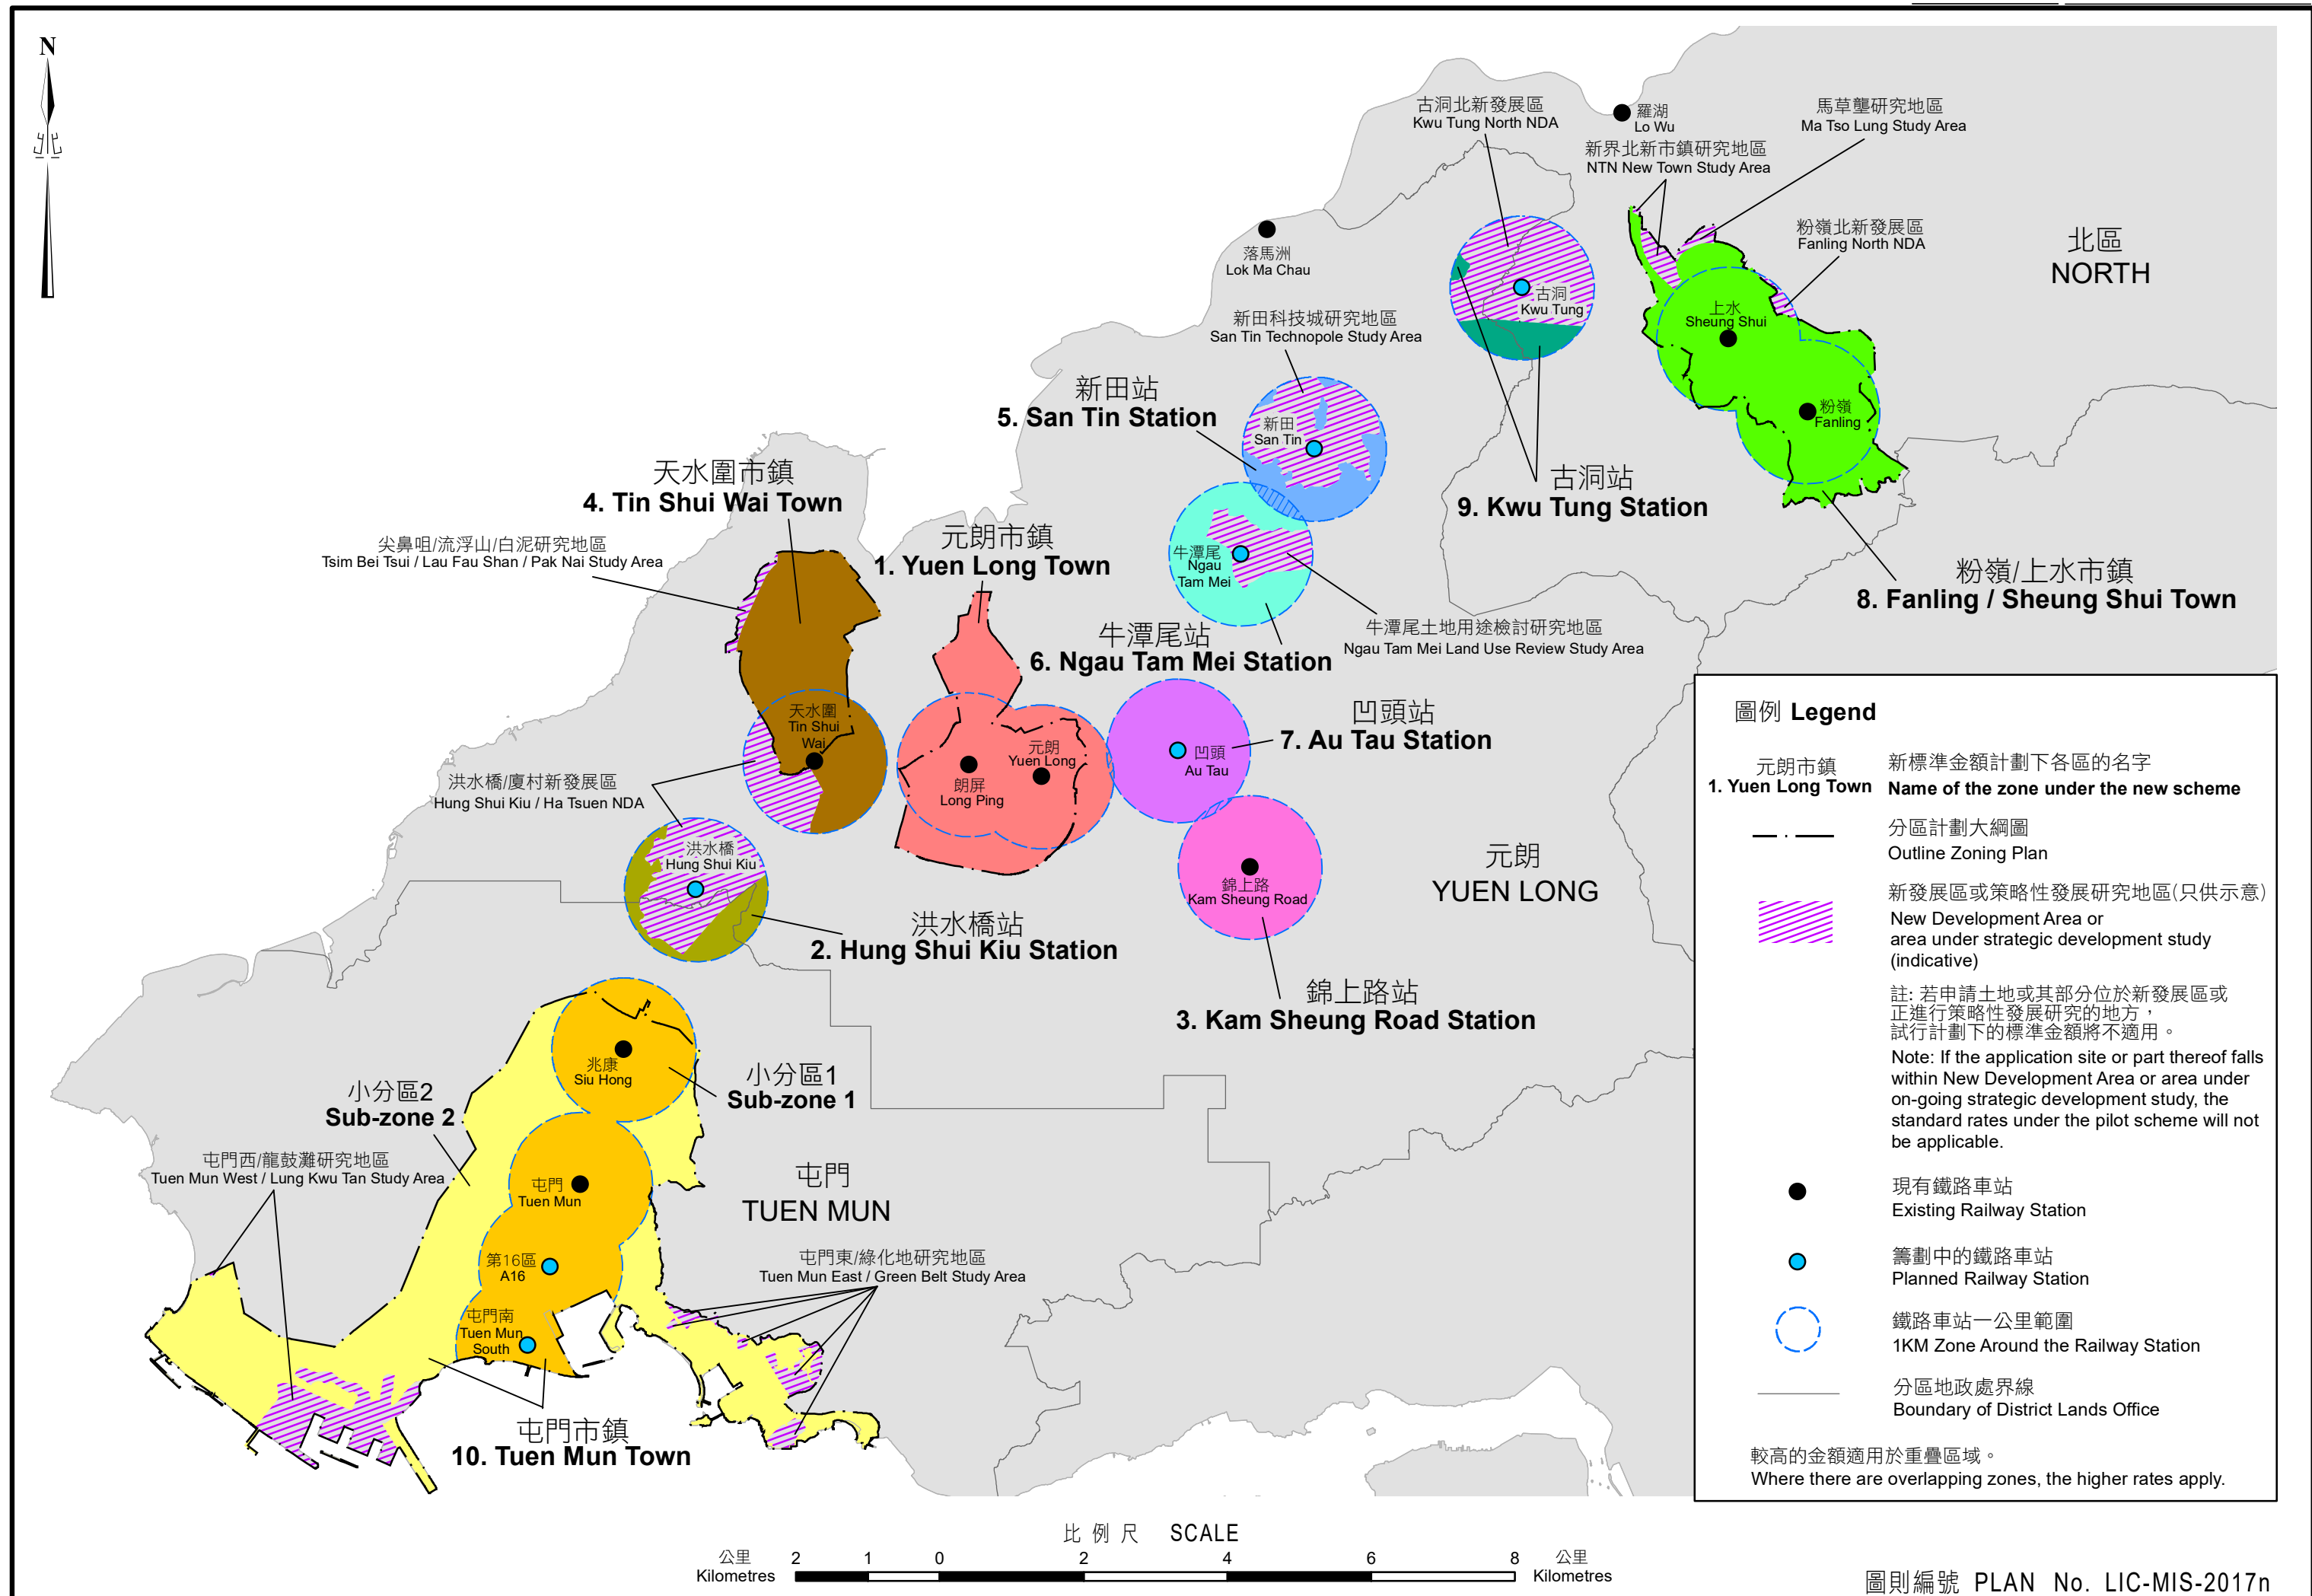 N
古洞北新發展區
Kwu Tung North NDA
羅湖
Lo Wu
馬草壟研究地區
Ma Tso Lung Study Area
新界北新市鎮研究地區
NTN New Town Study Area
粉嶺北新發展區
Fanling North NDA
北區
NORTH
落馬洲
Lok Ma Chau
古洞
Kwu Tung
上水
Sheung Shui
新田科技城研究地區
San Tin Technopole Study Area
新田站
5. San Tin Station
新田
San Tin
粉嶺
Fanling
古洞站
9. Kwu Tung Station
天水圍市鎮
4. Tin Shui Wai Town
元朗市鎮
1. Yuen Long Town
尖鼻咀/流浮山/白泥研究地區
Tsim Bei Tsui / Lau Fau Shan / Pak Nai Study Area
牛潭尾
Ngau
Tam Mei
粉嶺/上水市鎮
8. Fanling / Sheung Shui Town
牛潭尾站
6. Ngau Tam Mei Station
牛潭尾土地用途檢討研究地區
Ngau Tam Mei Land Use Review Study Area
天水圍
Tin Shui
Wai
元朗
Yuen Long
朗屏
Long Ping
凹頭
Au Tau
凹頭站
7. Au Tau Station
洪水橋/廈村新發展區
Hung Shui Kiu / Ha Tsuen NDA
洪水橋
Hung Shui Kiu
錦上路
Kam Sheung Road
元朗
YUEN LONG
洪水橋站
2. Hung Shui Kiu Station
錦上路站
3. Kam Sheung Road Station
兆康
Siu Hong
小分區1
Sub-zone 1
小分區2
Sub-zone 2
屯門西/龍鼓灘研究地區
Tuen Mun West / Lung Kwu Tan Study Area
屯門
Tuen Mun
屯門
TUEN MUN
第16區
A16
屯門東/綠化地研究地區
Tuen Mun East / Green Belt Study Area
屯門南
Tuen Mun
South
屯門市鎮
10. Tuen Mun Town
圖例 Legend
元朗市鎮
1. Yuen Long Town
新標準金額計劃下各區的名字
Name of the zone under the new scheme
分區計劃大綱圖
Outline Zoning Plan
新發展區或策略性發展研究地區(只供示意)
New Development Area or
area under strategic development study
(indicative)
註: 若申請土地或其部分位於新發展區或
正進行策略性發展研究的地方，
試行計劃下的標準金額將不適用。
Note: If the application site or part thereof falls
within New Development Area or area under
on-going strategic development study, the
standard rates under the pilot scheme will not
be applicable.
現有鐵路車站
Existing Railway Station
籌劃中的鐵路車站
Planned Railway Station
鐵路車站一公里範圍
1KM Zone Around the Railway Station
分區地政處界線
Boundary of District Lands Office
較高的金額適用於重疊區域。
Where there are overlapping zones, the higher rates apply.
比例尺 SCALE
公里 2 1 0 2 4 6 8 公里
Kilometres Kilometres
圖則編號 PLAN No. LIC-MIS-2017n